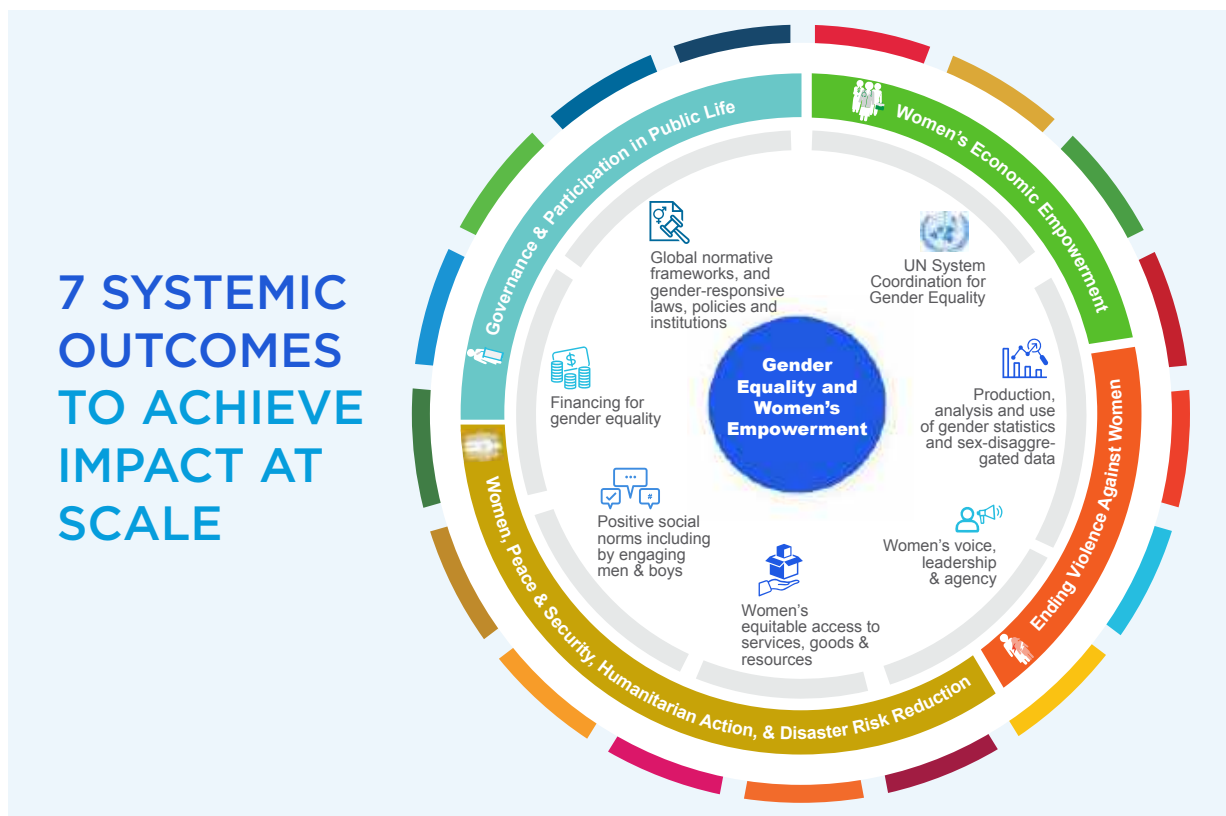 7 SYSTEMIC
OUTCOMES
TO ACHIEVE
IMPACT AT
SCALE
Governance & Participation in Public Life
Women's Economic Empowerment
Ending Violence Against Women
Women, Peace & Security, Humanitarian Action, & Disaster Risk Reduction
Global normative
frameworks, and
gender-responsive
laws, policies and
institutions
UN System
Coordination for
Gender Equality
Financing for
gender equality
Gender
Equality and
Women's
Empowerment
Production,
analysis and use
of gender statistics
and sex-disaggre-
gated data
Positive social
norms including
by engaging
men & boys
Women's voice,
leadership
& agency
Women's
equitable access to
services, goods &
resources
$
#